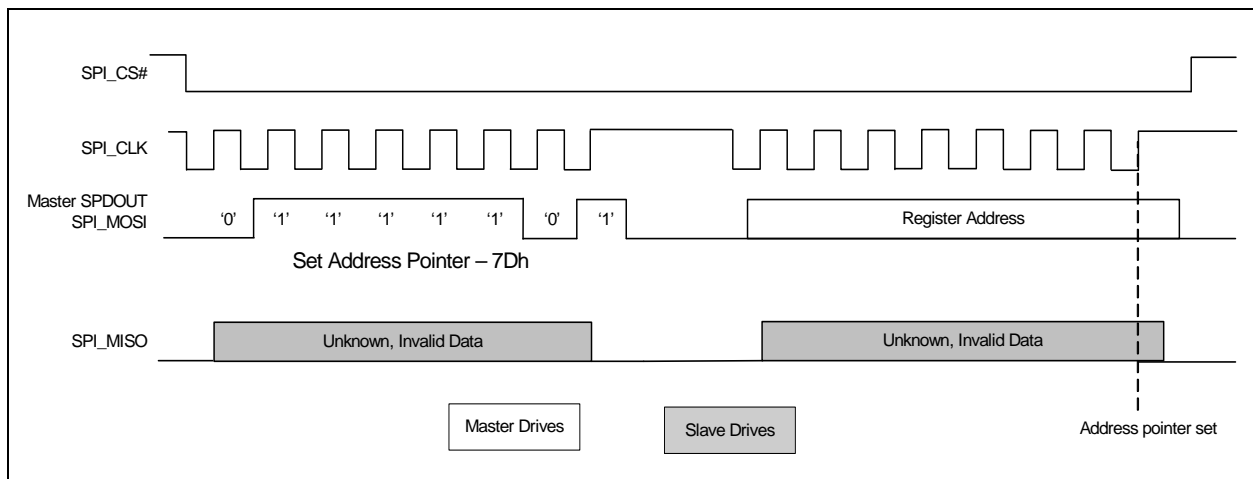 SPI_CS#
SPI_CLK
Master SPDOUT
SPI_MOSI
‘0’ ‘1’ ‘1’ ‘1’ ‘1’ ‘1’ ‘0’ ‘1’ Register Address
Set Address Pointer – 7Dh
SPI_MISO
Unknown, Invalid Data Unknown, Invalid Data
Master Drives Slave Drives
Address pointer set